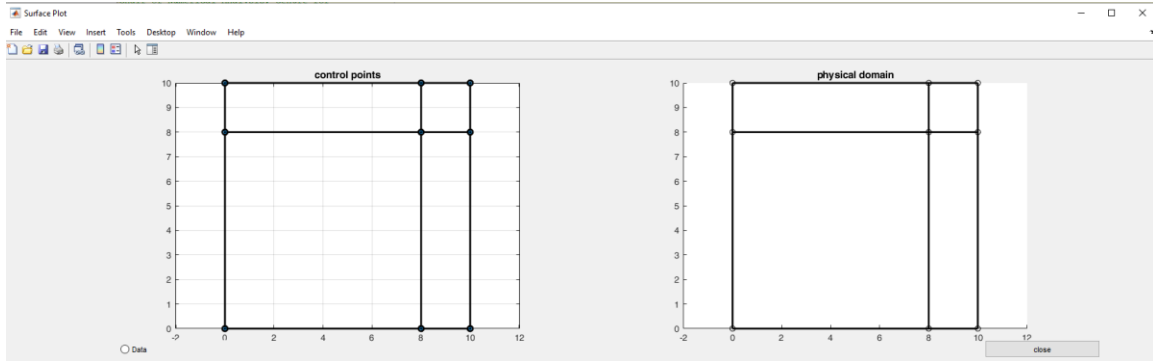 Surface Plot
File Edit View Insert Tools Desktop Window Help
control points
10
9
8
7
6
5
4
3
2
1
0
-2 0 2 4 6 8 10 12
physical domain
10
9
8
7
6
5
4
3
2
1
0
-2 0 2 4 6 8 10 12
Data
close